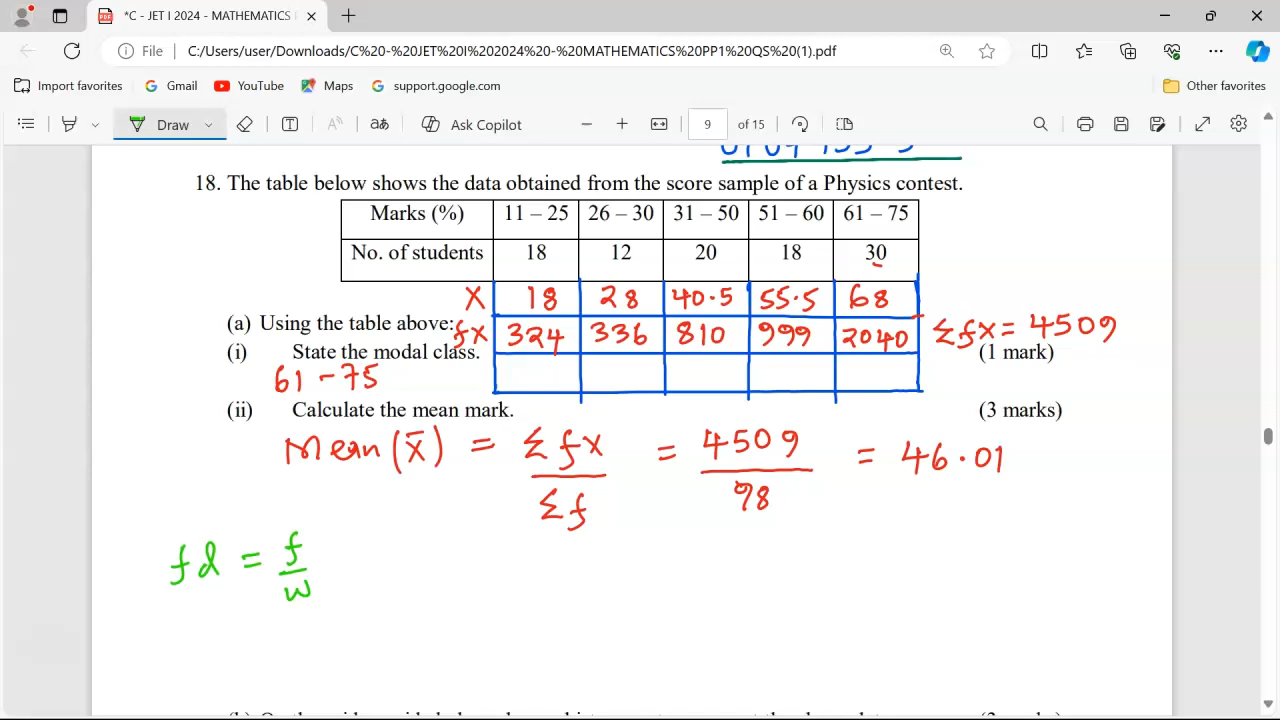 *C - JET I 2024 - MATHEMATICS P
File C:/Users/user/Downloads/C%20-%20JET%20I%202024%20-%20MATHEMATICS%20PP1%20QS%20(1).pdf
Import favorites Gmail YouTube Maps support.google.com Other favorites
Draw Ask Copilot 9 of 15
18. The table below shows the data obtained from the score sample of a Physics contest.
Marks (%) 11 – 25 26 – 30 31 – 50 51 – 60 61 – 75
No. of students 18 12 20 18 30
X 18 28 40.5 55.5 68
(a) Using the table above:
fx 324 336 810 999 2040 Σfx = 4509
(i) State the modal class. (1 mark)
61 – 75
(ii) Calculate the mean mark. (3 marks)
Mean (x̄) = Σfx / Σf = 4509 / 98 = 46.01
fd = f / w